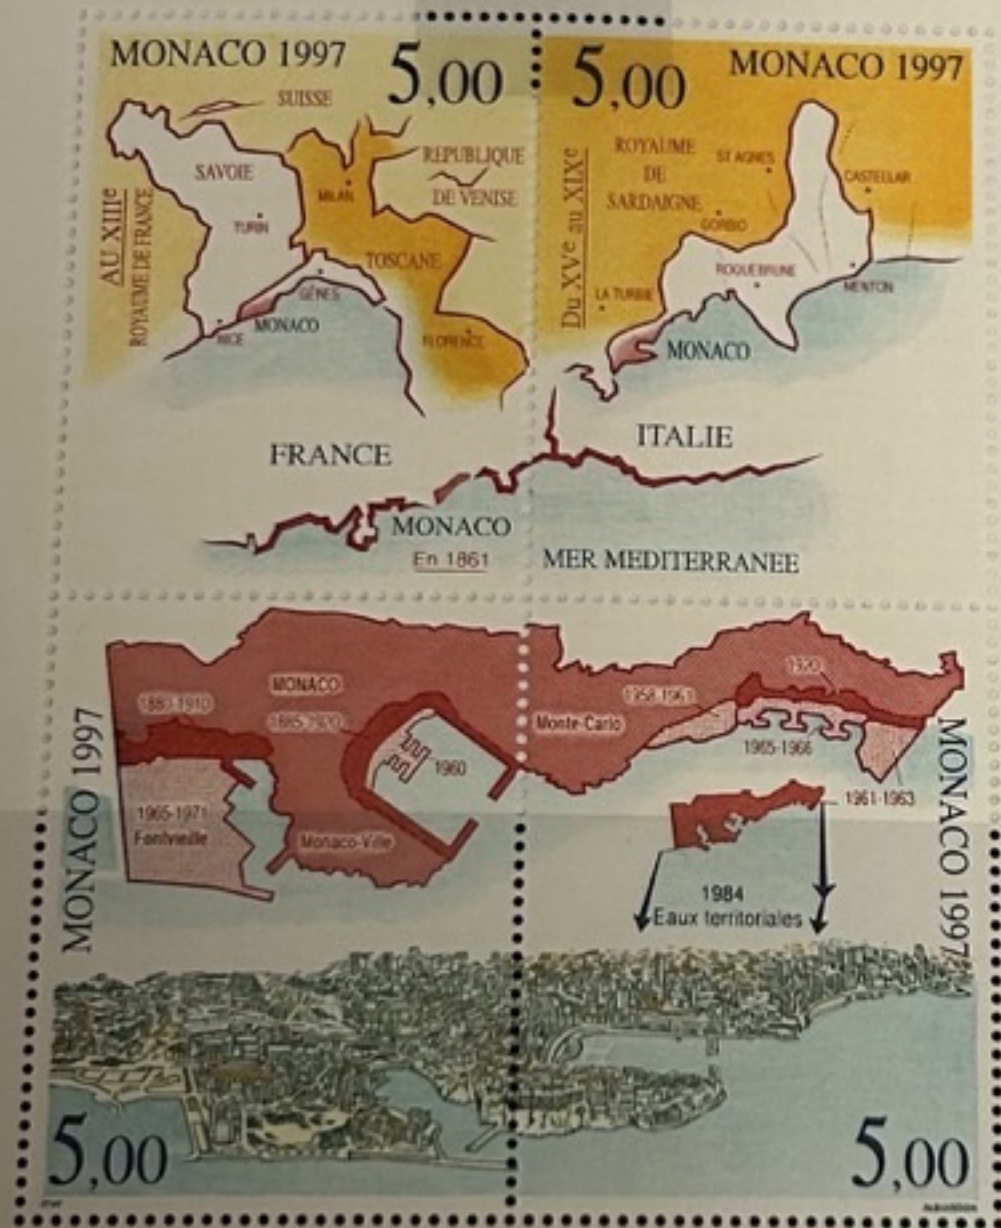 MONACO 1997
5,00
SUISSE
SAVOIE
REPUBLIQUE
DE VENISE
MILAN
TURIN
TOSCANE
GÊNES
MONACO
NICE
FLORENCE
AU XIIIe
ROYAUME DE FRANCE
5,00
MONACO 1997
ROYAUME
DE
SARDAIGNE
ST AGNES
CASTELLAR
GORBIO
ROQUEBRUNE
LA TURBIE
MENTON
MONACO
Du XVe au XIXe
FRANCE
ITALIE
MONACO
En 1861
MER MEDITERRANEE
MONACO 1997
1880-1910
MONACO
1885-1920
1960
1965-1971
Fontvieille
Monaco-Ville
5,00
Monte-Carlo
1958-1961
1920
1965-1966
1961-1963
1984
Eaux territoriales
MONACO 1997
5,00